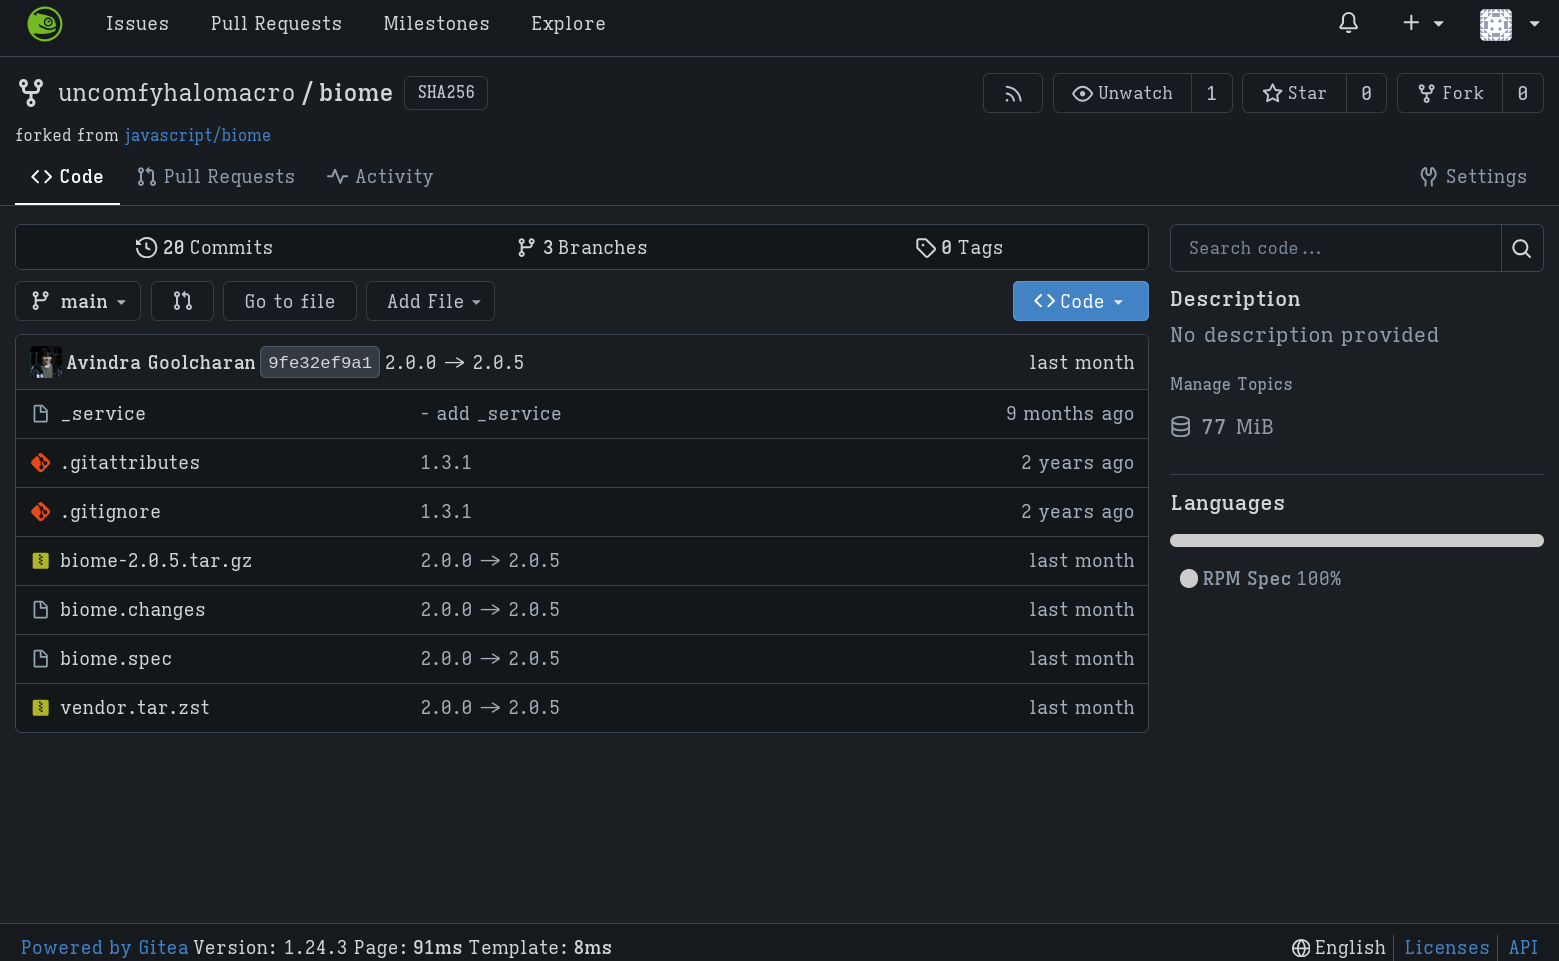 Issues Pull Requests Milestones Explore
uncomfyhalomacro / biome SHA256 Unwatch 1 Star 0 Fork 0
forked from javascript/biome
Code Pull Requests Activity Settings
20 Commits 3 Branches 0 Tags
Search code...
main Go to file Add File Code
Description
No description provided
Avindra Goolcharan 9fe32ef9a1 2.0.0 -> 2.0.5 last month
Manage Topics
_service - add _service 9 months ago
77 MiB
.gitattributes 1.3.1 2 years ago
.gitignore 1.3.1 2 years ago
Languages
biome-2.0.5.tar.gz 2.0.0 -> 2.0.5 last month
RPM Spec 100%
biome.changes 2.0.0 -> 2.0.5 last month
biome.spec 2.0.0 -> 2.0.5 last month
vendor.tar.zst 2.0.0 -> 2.0.5 last month
Powered by Gitea Version: 1.24.3 Page: 91ms Template: 8ms English Licenses API